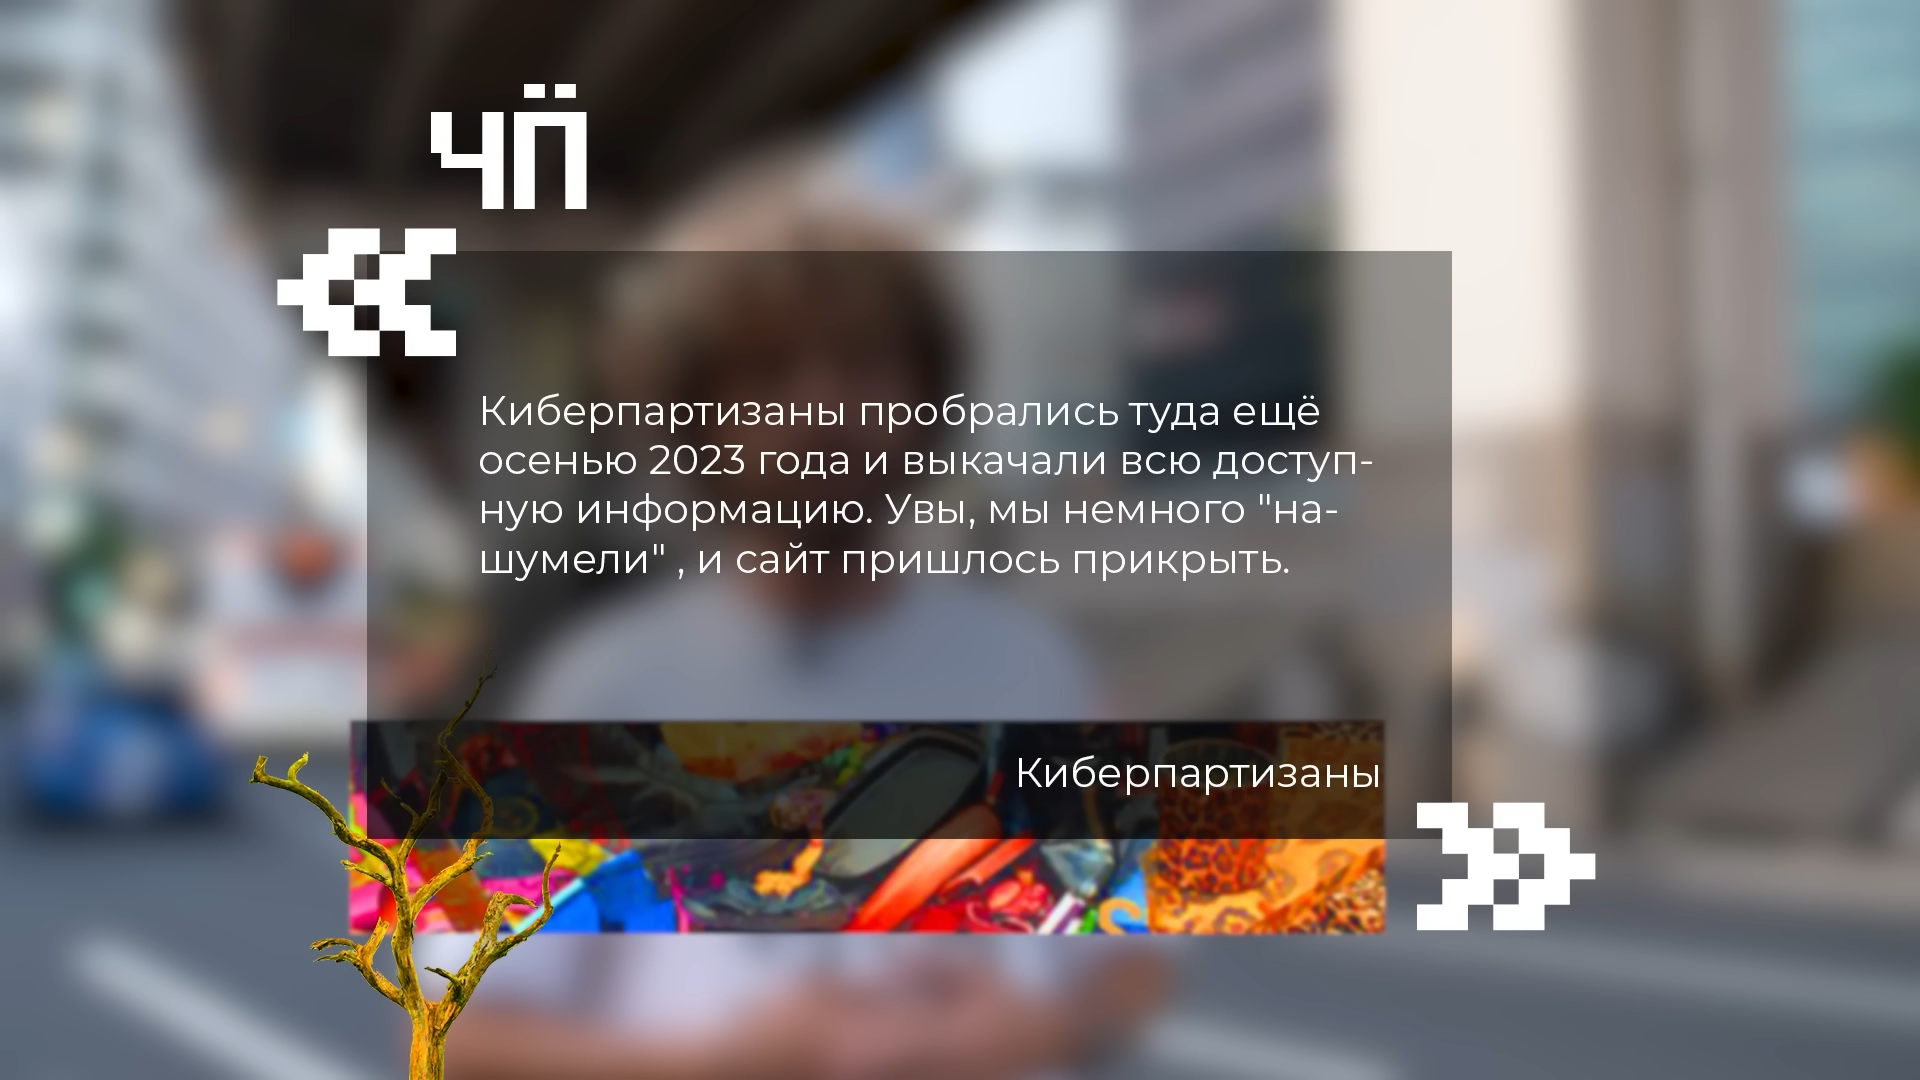 ЧП̈
Киберпартизаны пробрались туда ещё
осенью 2023 года и выкачали всю доступ-
ную информацию. Увы, мы немного "на-
шумели" , и сайт пришлось прикрыть.
Киберпартизаны